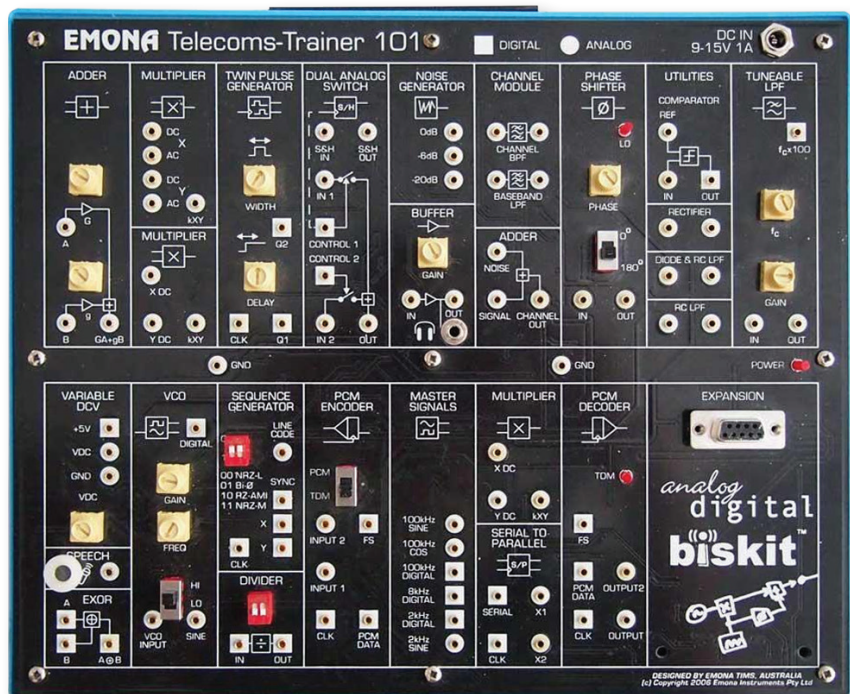 EMONA Telecoms-Trainer 101
DIGITAL
ANALOG
DC IN
9-15V 1A
ADDER
A
G
B
g
GA+gB
MULTIPLIER
DC
X
AC
DC
Y
AC
kXY
MULTIPLIER
X DC
Y DC
kXY
TWIN PULSE
GENERATOR
WIDTH
Q2
DELAY
CLK
Q1
DUAL ANALOG
SWITCH
S/H
S&H
IN
S&H
OUT
IN 1
CONTROL 1
CONTROL 2
IN 2
OUT
NOISE
GENERATOR
0dB
-6dB
-20dB
BUFFER
GAIN
IN
OUT
CHANNEL
MODULE
CHANNEL
BPF
BASEBAND
LPF
ADDER
NOISE
SIGNAL
CHANNEL
OUT
PHASE
SHIFTER
Ø
LO
PHASE
0°
180°
IN
OUT
UTILITIES
COMPARATOR
REF
IN
OUT
RECTIFIER
DIODE & RC LPF
RC LPF
TUNEABLE
LPF
fcx100
fc
GAIN
IN
OUT
GND
GND
POWER
VARIABLE
DCV
+5V
VDC
GND
VDC
SPEECH
EXOR
A
B
A⊕B
VCO
DIGITAL
GAIN
FREQ
HI
LO
VCO
INPUT
SINE
SEQUENCE
GENERATOR
LINE
CODE
00 NRZ-L
01 Bi-Ø
10 RZ-AMI
11 NRZ-M
SYNC
X
Y
CLK
DIVIDER
IN
÷
OUT
PCM
ENCODER
PCM
TDM
INPUT 2
FS
INPUT 1
CLK
PCM
DATA
MASTER
SIGNALS
100kHz
SINE
100kHz
COS
100kHz
DIGITAL
8kHz
DIGITAL
2kHz
DIGITAL
2kHz
SINE
MULTIPLIER
X DC
Y DC
kXY
SERIAL TO
PARALLEL
S/P
SERIAL
X1
CLK
X2
PCM
DECODER
TDM
FS
PCM
DATA
OUTPUT2
CLK
OUTPUT
EXPANSION
analog
digital
biskit™
DESIGNED BY EMONA TIMS, AUSTRALIA
(c) Copyright 2006 Emona Instruments Pty Ltd